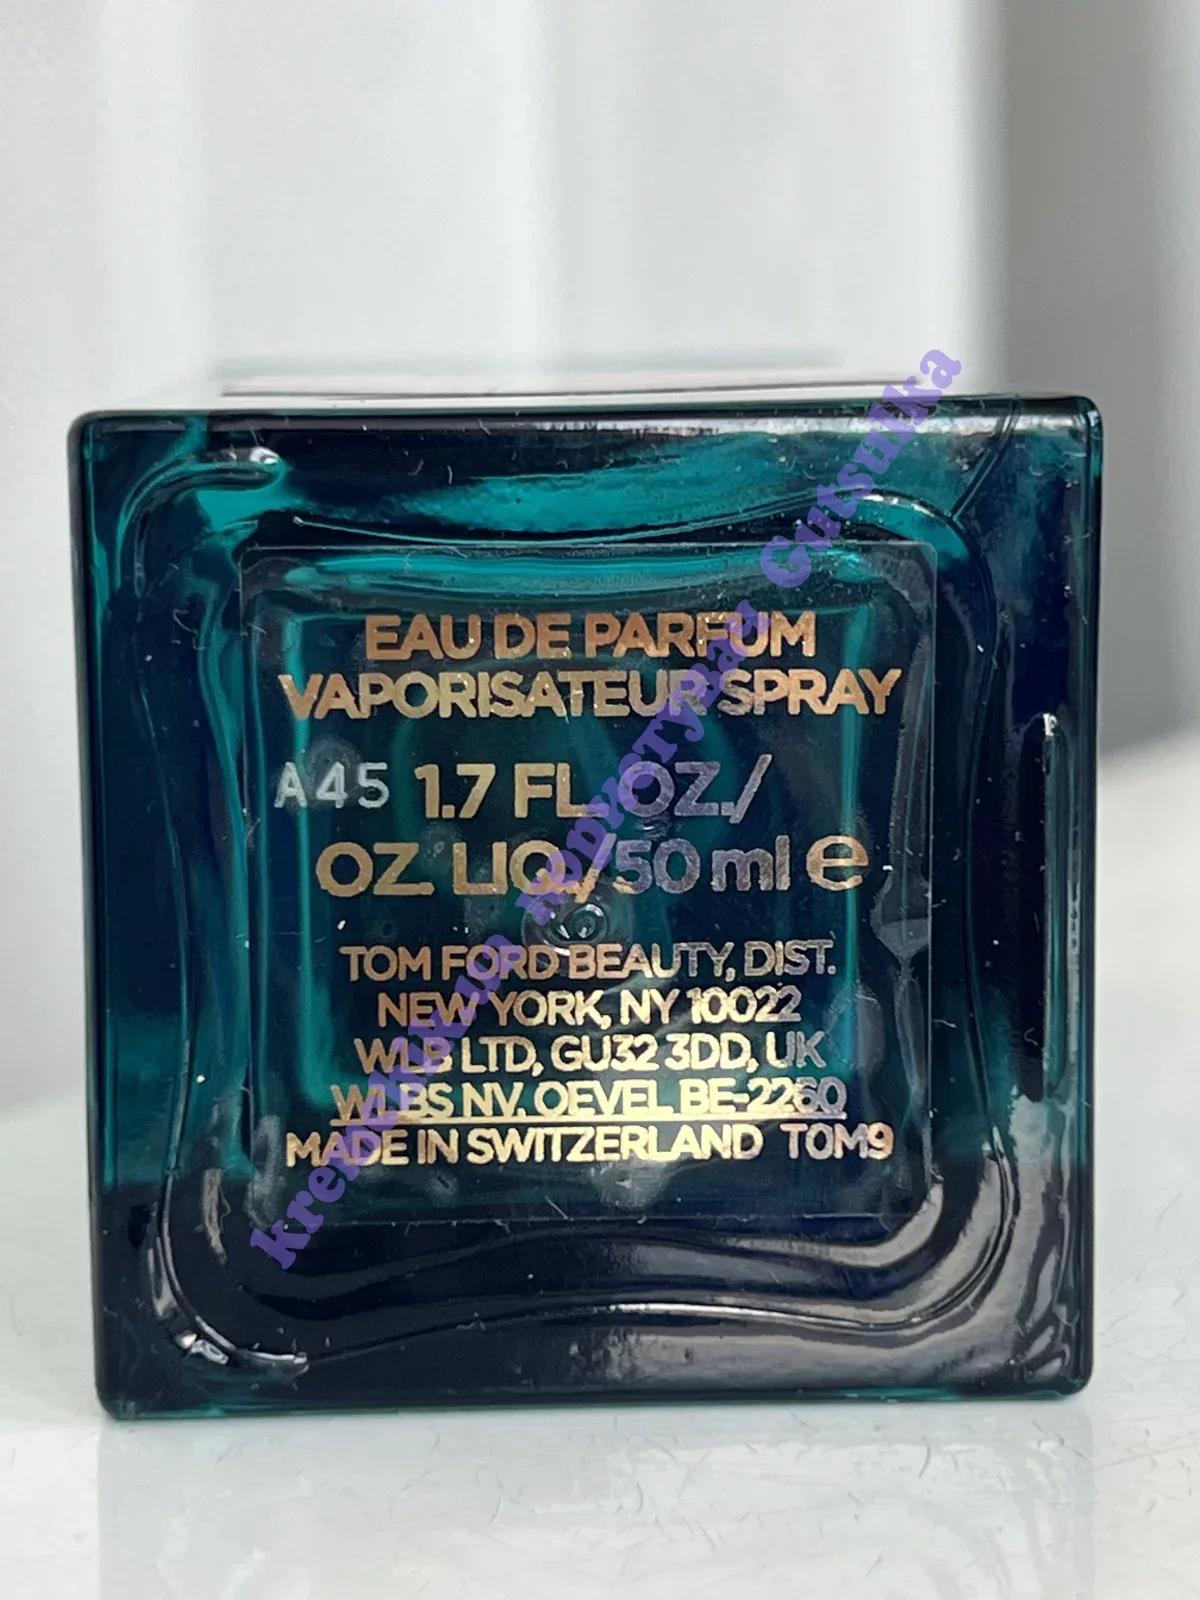 EAU DE PARFUM
VAPORISATEUR SPRAY
A45 1.7 FL. OZ./
OZ. LIQ./50 ml e
TOM FORD BEAUTY, DIST.
NEW YORK, NY 10022
WLB LTD, GU32 3DD, UK
WLBS NV, OEVEL BE-2260
MADE IN SWITZERLAND T0M9
Gutsulka